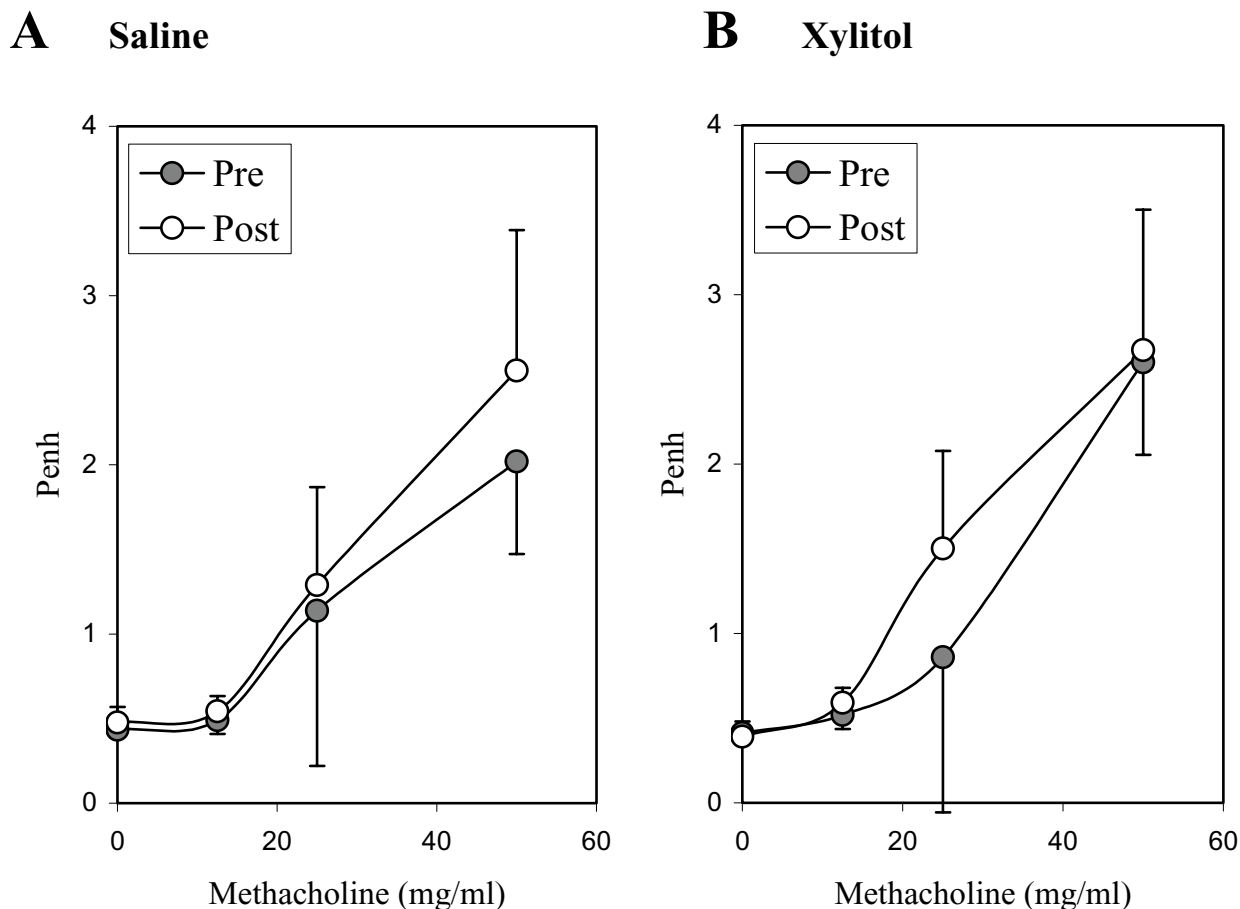 A Saline
4
3
2
1
0
Penh
Pre
Post
0 20 40 60
Methacholine (mg/ml)
B Xylitol
4
3
2
1
0
Penh
Pre
Post
0 20 40 60
Methacholine (mg/ml)